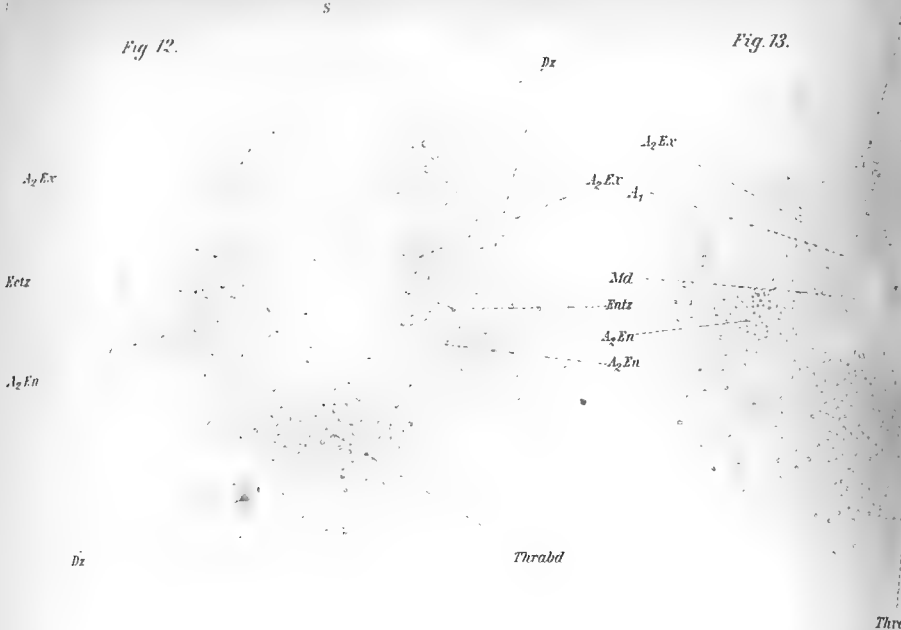 S
Fig 12.
Fig. 13.
Dz
A₂Ex
A₂Ex
A₂Ex
A₁
Ectz
Md
Entz
A₂En
A₂En
A₂En
Dz
Thrabd